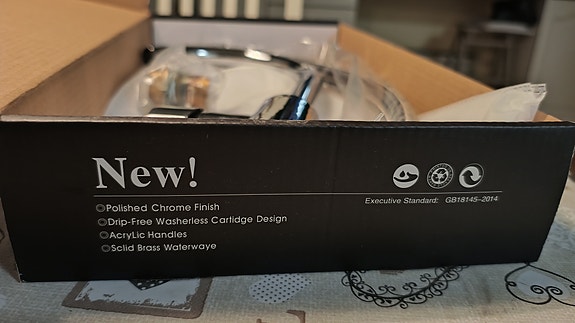 New!
Polished Chrome Finish
Drip-Free Washerless Cartidge Design
AcryLic Handles
Sclid Brass Waterwaye
Executive Standard: GB18145-2014